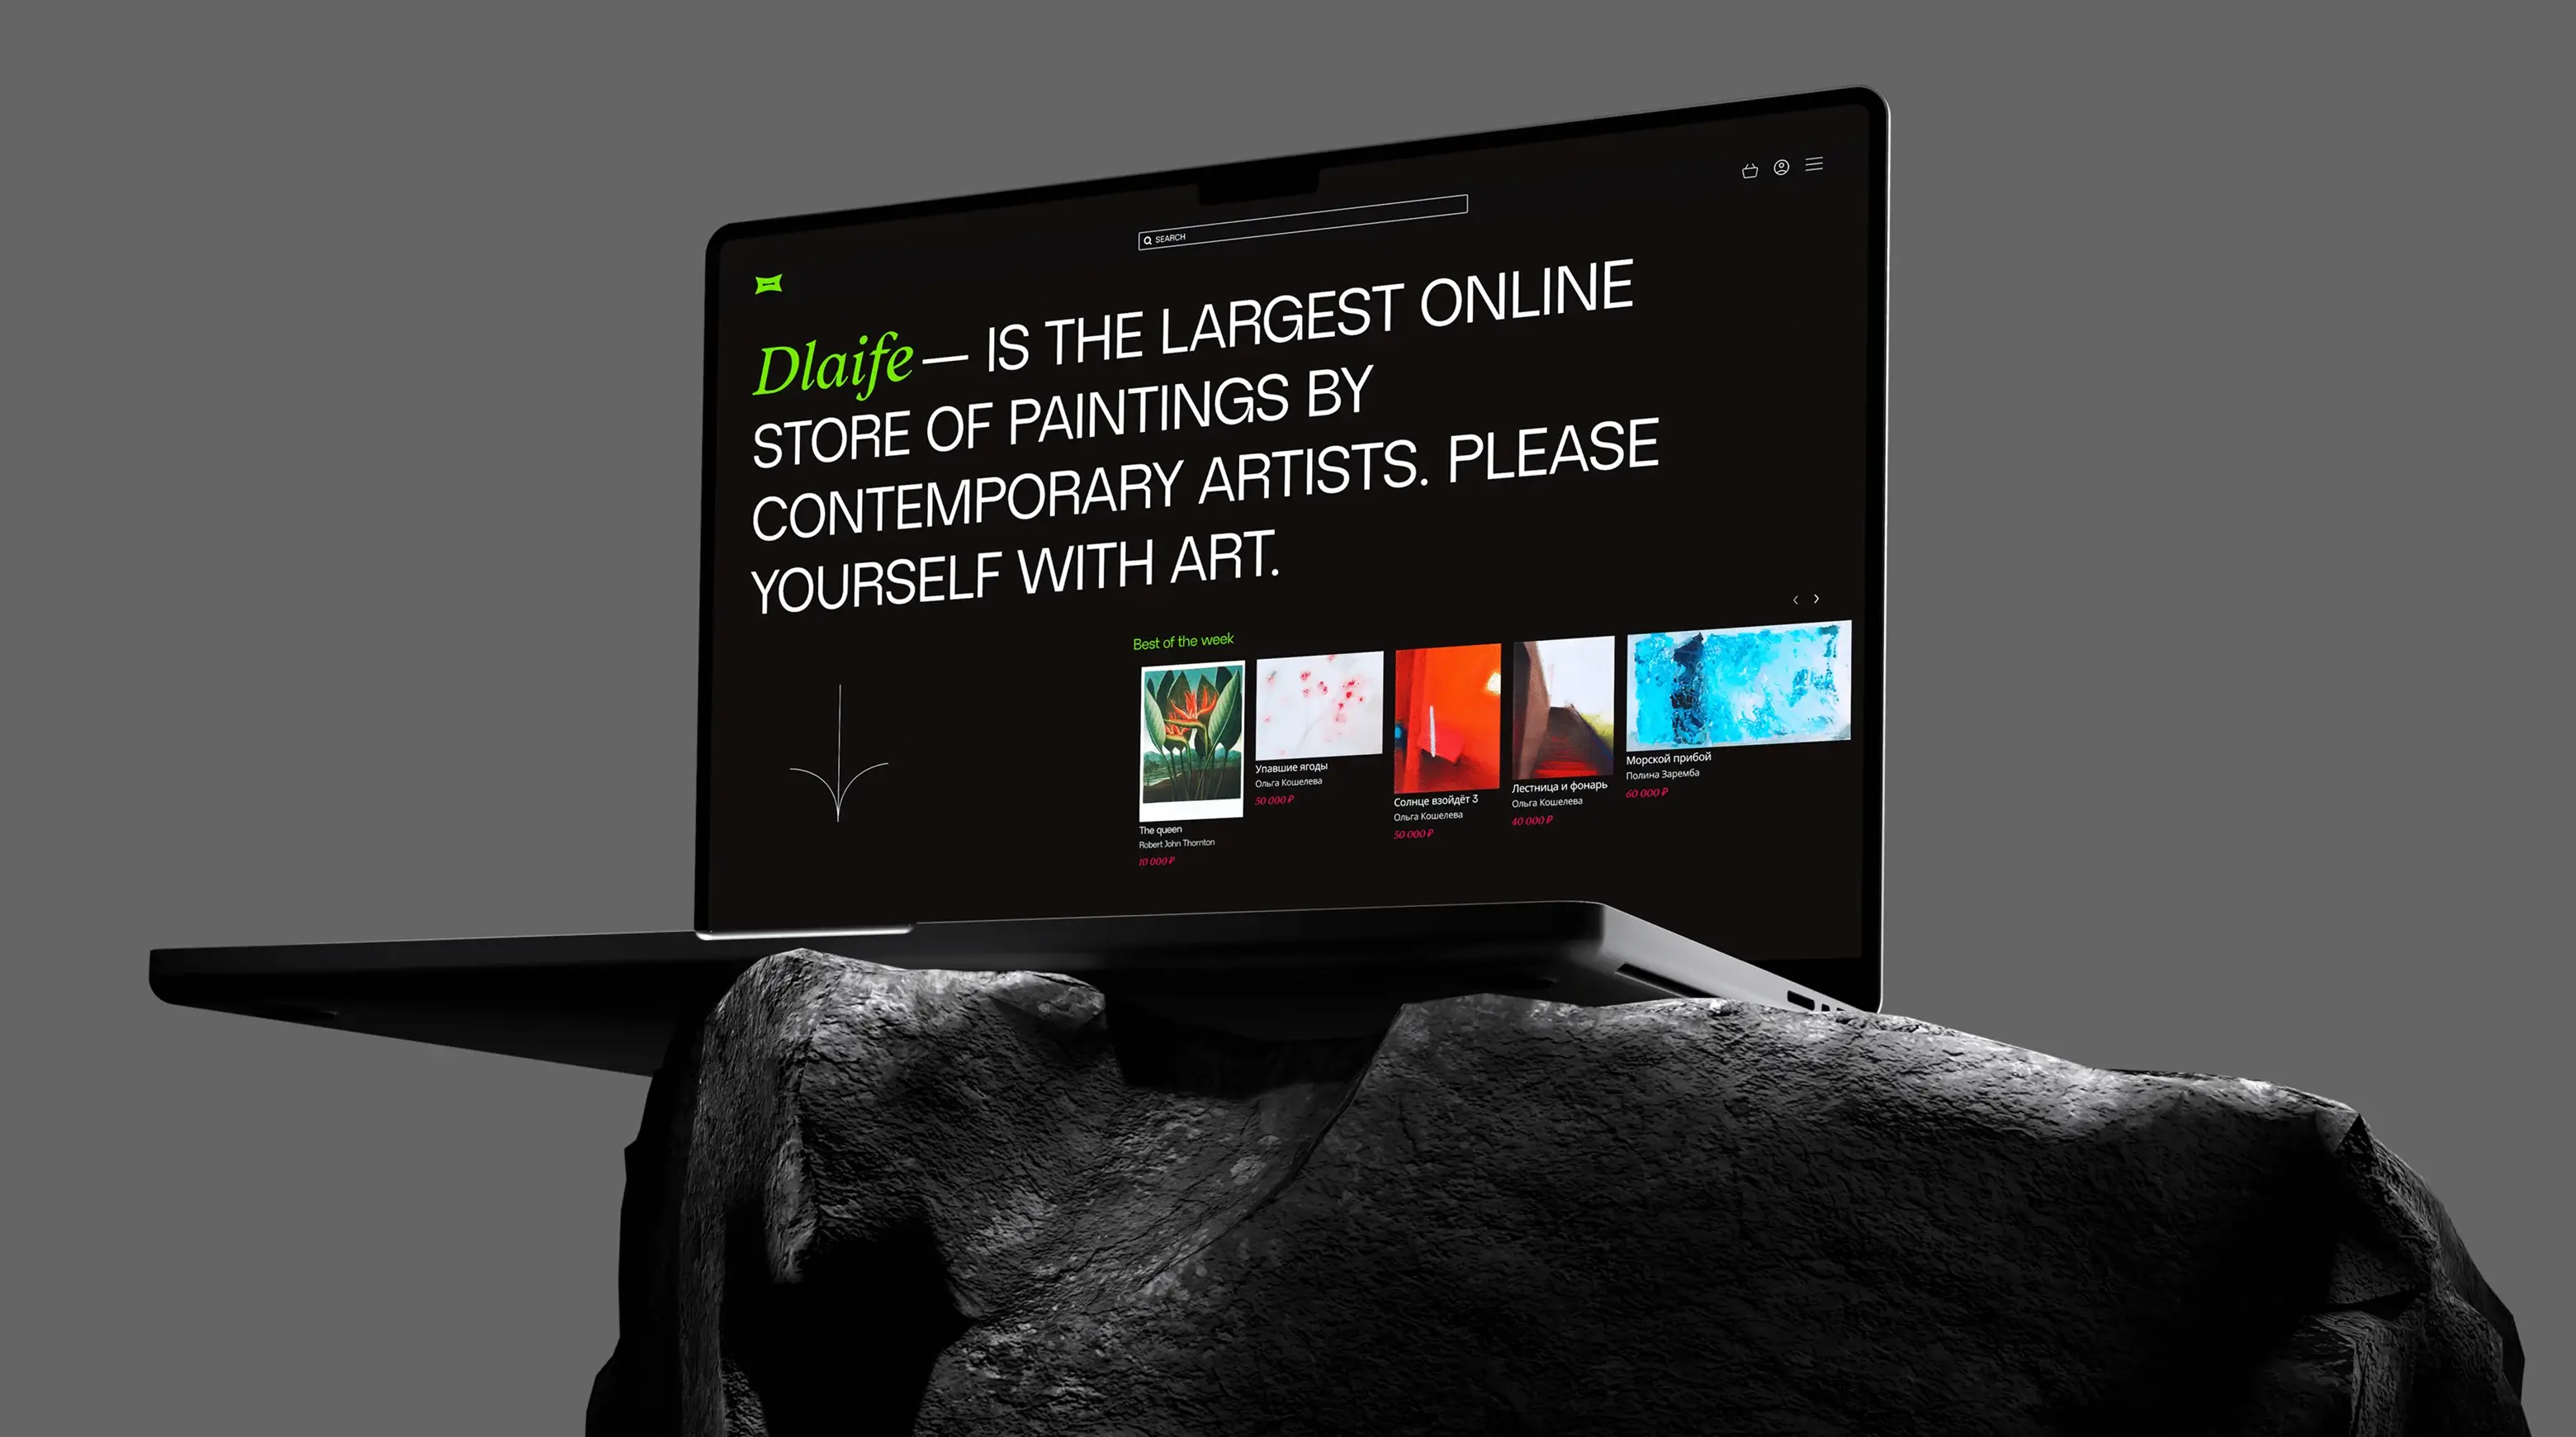 SEARCH
Dlaife — IS THE LARGEST ONLINE
STORE OF PAINTINGS BY
CONTEMPORARY ARTISTS. PLEASE
YOURSELF WITH ART.
Best of the week
The queen
Robert John Thornton
10 000 ₽
Упавшие ягоды
Ольга Кошелева
50 000 ₽
Солнце взойдёт 3
Ольга Кошелева
50 000 ₽
Лестница и фонарь
Ольга Кошелева
40 000 ₽
Морской прибой
Полина Заремба
60 000 ₽